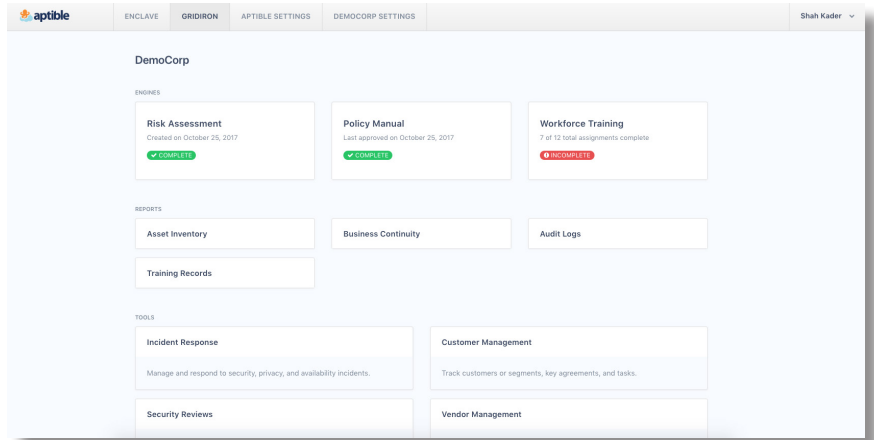 aptible
ENCLAVE
GRIDIRON
APTIBLE SETTINGS
DEMOCORP SETTINGS
Shah Kader
DemoCorp
ENGINES
Risk Assessment
Created on October 25, 2017
COMPLETE
Policy Manual
Last approved on October 25, 2017
COMPLETE
Workforce Training
7 of 12 total assignments complete
INCOMPLETE
REPORTS
Asset Inventory
Business Continuity
Audit Logs
Training Records
TOOLS
Incident Response
Manage and respond to security, privacy, and availability incidents.
Customer Management
Track customers or segments, key agreements, and tasks.
Security Reviews
Vendor Management